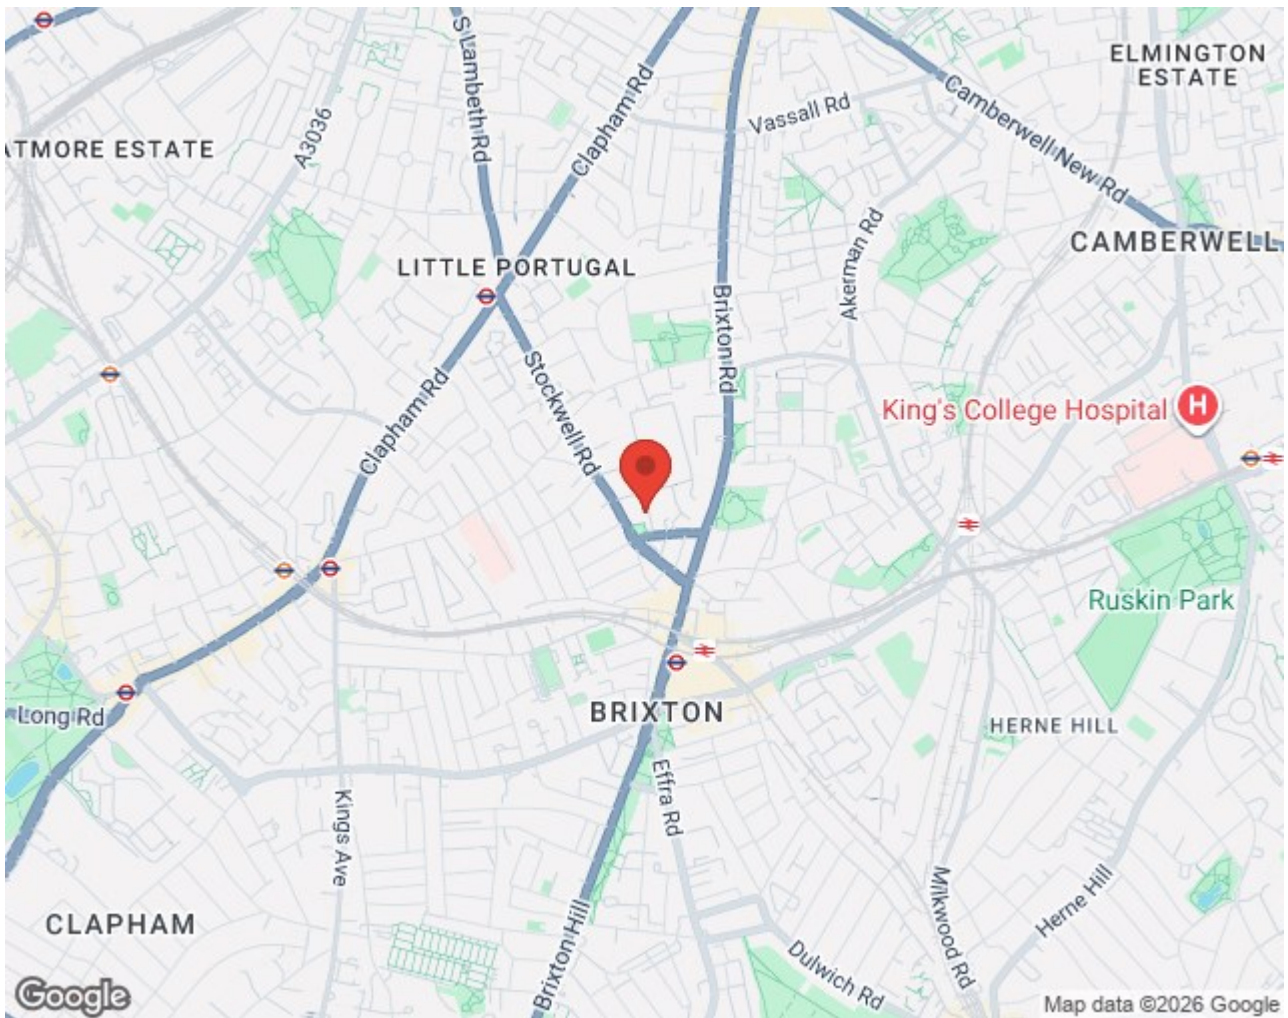 S Lambeth Rd
Clapham Rd
ELMINGTON
ESTATE
Vassall Rd
Camberwell New Rd
A3036
ATMORE ESTATE
Akerman Rd
CAMBERWELL
LITTLE PORTUGAL
Brixton Rd
Stockwell Rd
Clapham Rd
King's College Hospital
H
Ruskin Park
Long Rd
BRIXTON
HERNE HILL
Effra Rd
Kings Ave
Milkwood Rd
Herne Hill
CLAPHAM
Brixton Hill
Dulwich Rd
Google
Map data ©2026 Google